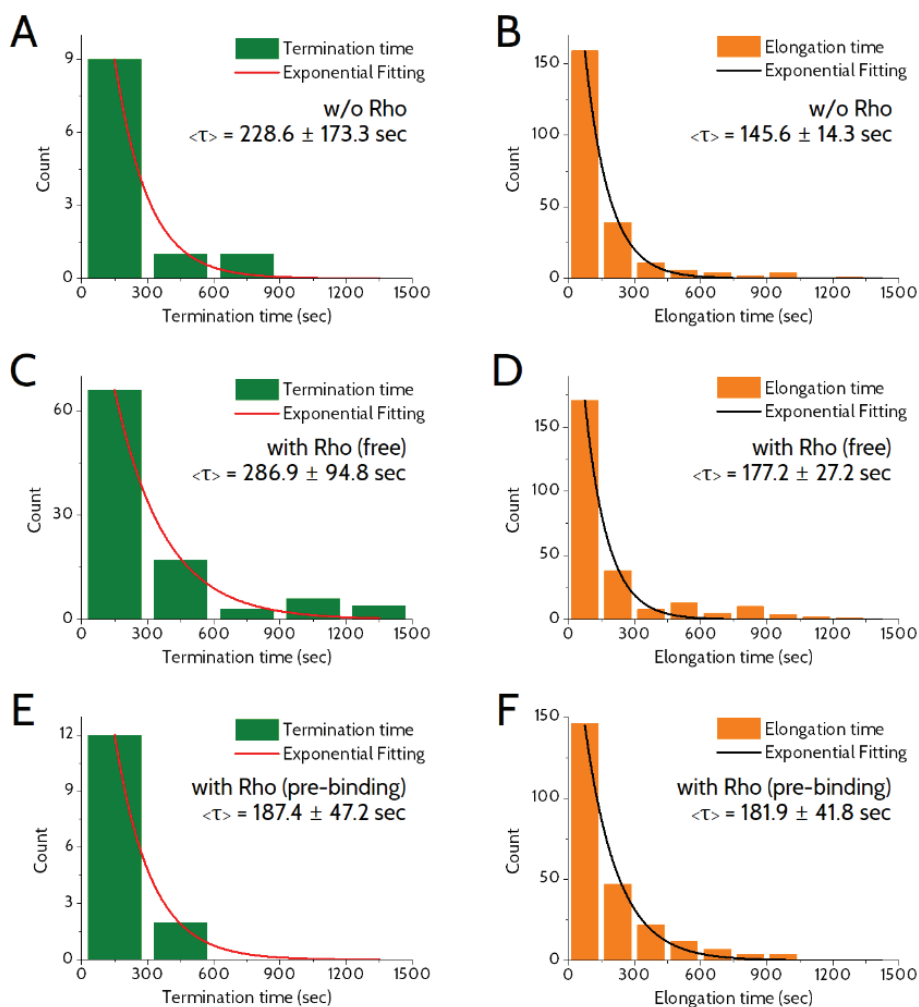 A
Termination time
Exponential Fitting
w/o Rho
<τ> = 228.6 ± 173.3 sec
Count
9
6
3
0
0 300 600 900 1200 1500
Termination time (sec)
B
Elongation time
Exponential Fitting
w/o Rho
<τ> = 145.6 ± 14.3 sec
Count
150
100
50
0
0 300 600 900 1200 1500
Elongation time (sec)
C
Termination time
Exponential Fitting
with Rho (free)
<τ> = 286.9 ± 94.8 sec
Count
60
30
0
0 300 600 900 1200 1500
Termination time (sec)
D
Elongation time
Exponential Fitting
with Rho (free)
<τ> = 177.2 ± 27.2 sec
Count
150
100
50
0
0 300 600 900 1200 1500
Elongation time (sec)
E
Termination time
Exponential Fitting
with Rho (pre-binding)
<τ> = 187.4 ± 47.2 sec
Count
12
9
6
3
0
0 300 600 900 1200 1500
Termination time (sec)
F
Elongation time
Exponential Fitting
with Rho (pre-binding)
<τ> = 181.9 ± 41.8 sec
Count
150
100
50
0
0 300 600 900 1200 1500
Elongation time (sec)